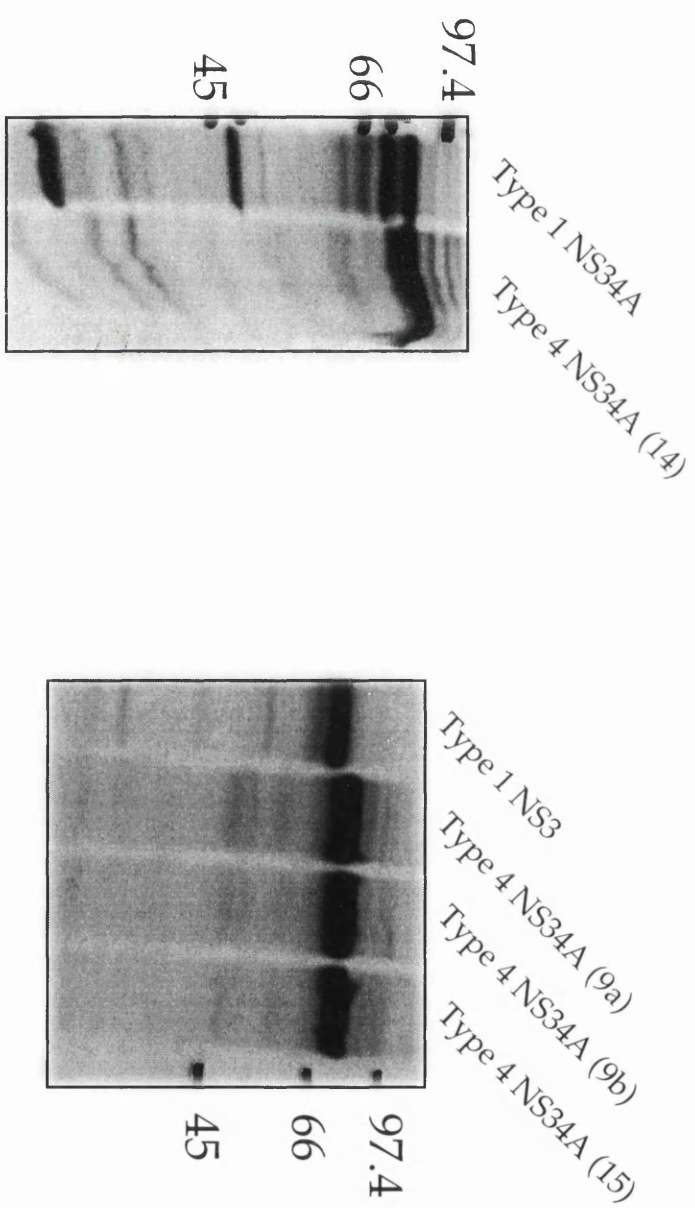 97.4
66
45
Type 1 NS34A
Type 4 NS34A (14)
Type 1 NS3
Type 4 NS34A (9a)
Type 4 NS34A (9b)
Type 4 NS34A (15)
97.4
66
45